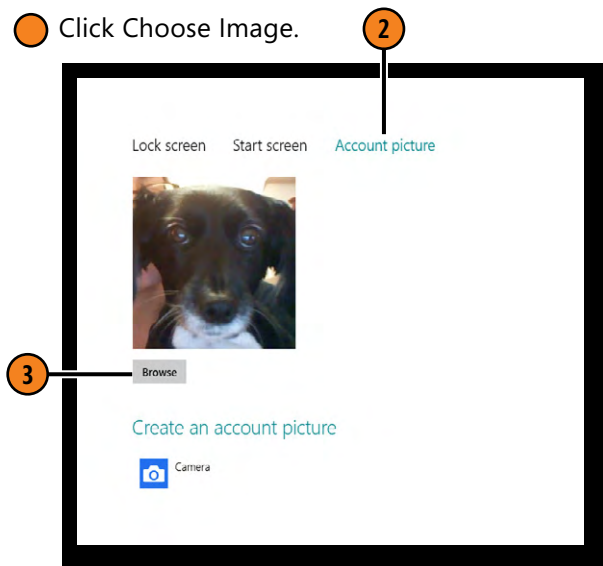 Click Choose Image.
2
Lock screen Start screen Account picture
3
Browse
Create an account picture
Camera